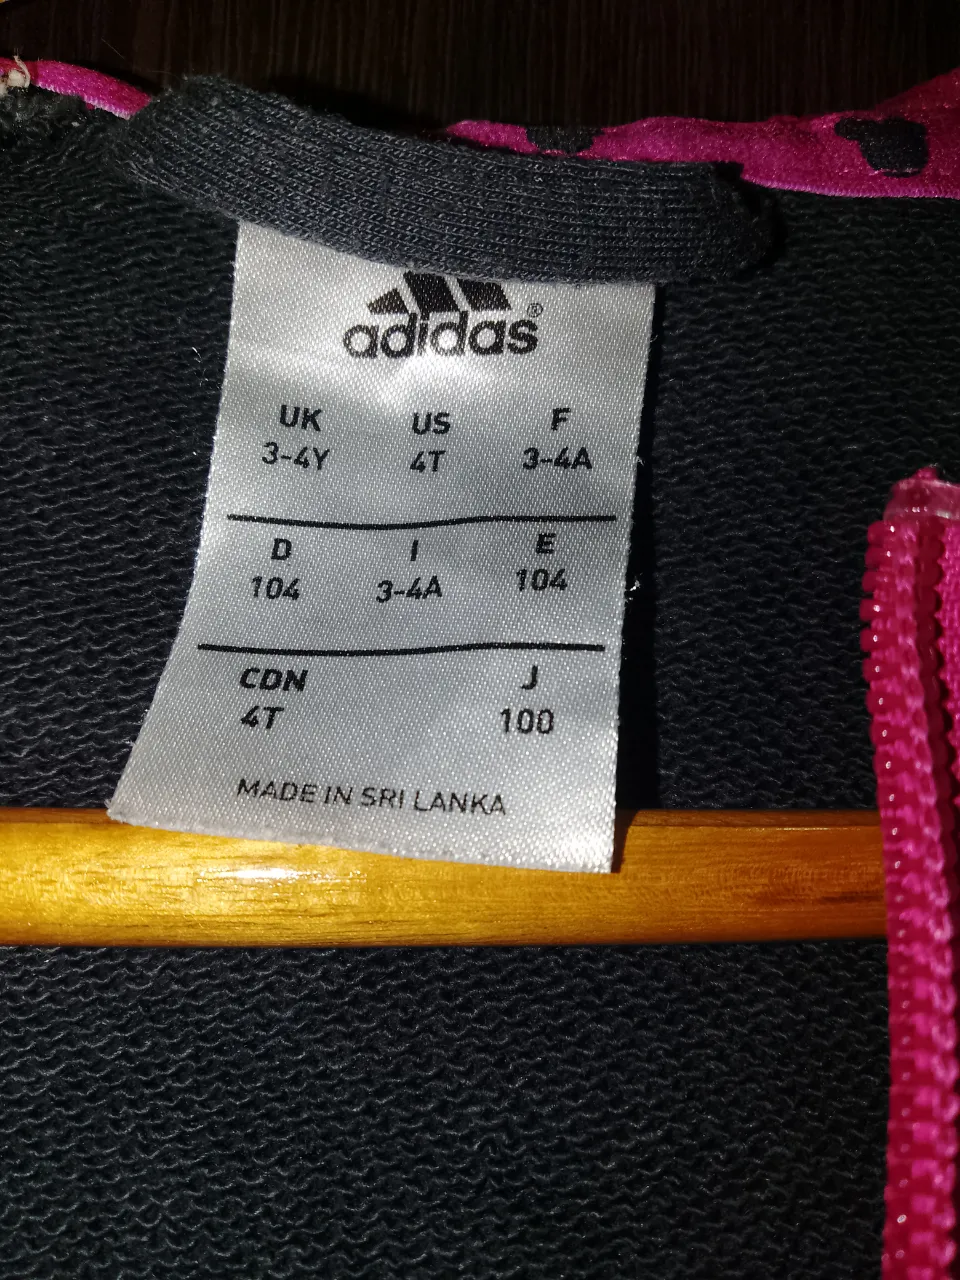 adidas®
UK US F
3-4Y 4T 3-4A
D I E
104 3-4A 104
CDN J
4T 100
MADE IN SRI LANKA